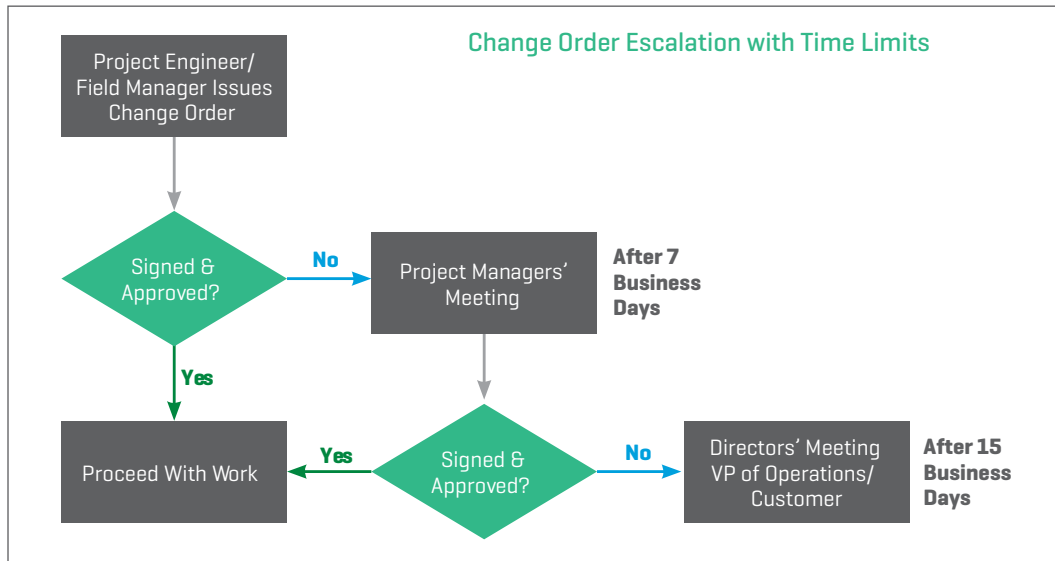 Change Order Escalation with Time Limits
Project Engineer/
Field Manager Issues
Change Order
Signed &
Approved?
No
Project Managers’
Meeting
After 7
Business
Days
Yes
Proceed With Work
Yes
Signed &
Approved?
No
Directors’ Meeting
VP of Operations/
Customer
After 15
Business
Days